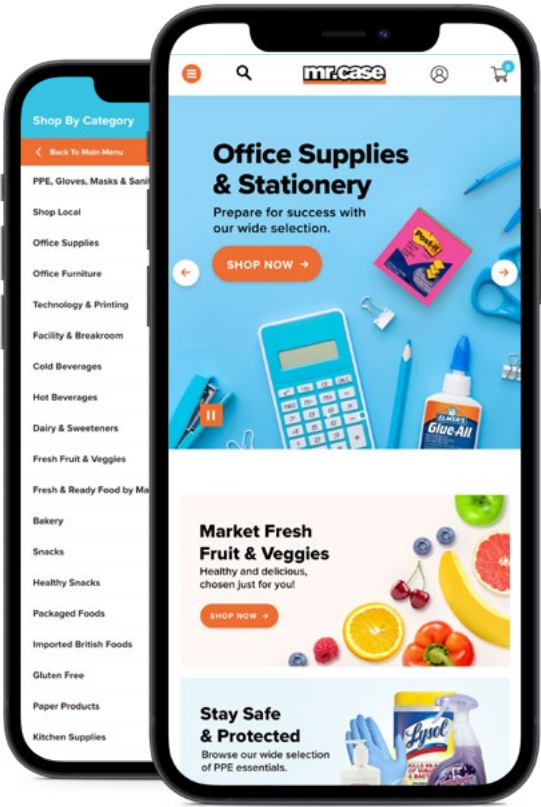 Shop By Category
Back To Main Menu
PPE, Gloves, Masks & Sani
Shop Local
Office Supplies
Office Furniture
Technology & Printing
Facility & Breakroom
Cold Beverages
Hot Beverages
Dairy & Sweeteners
Fresh Fruit & Veggies
Fresh & Ready Food by Ma
Bakery
Snacks
Healthy Snacks
Packaged Foods
Imported British Foods
Gluten Free
Paper Products
Kitchen Supplies
mr.case
0
Office Supplies
& Stationery
Prepare for success with
our wide selection.
SHOP NOW →
Post-it
ELMER'S
Glue-All
Market Fresh
Fruit & Veggies
Healthy and delicious,
chosen just for you!
SHOP NOW →
Stay Safe
& Protected
Browse our wide selection
of PPE essentials.
Lysol